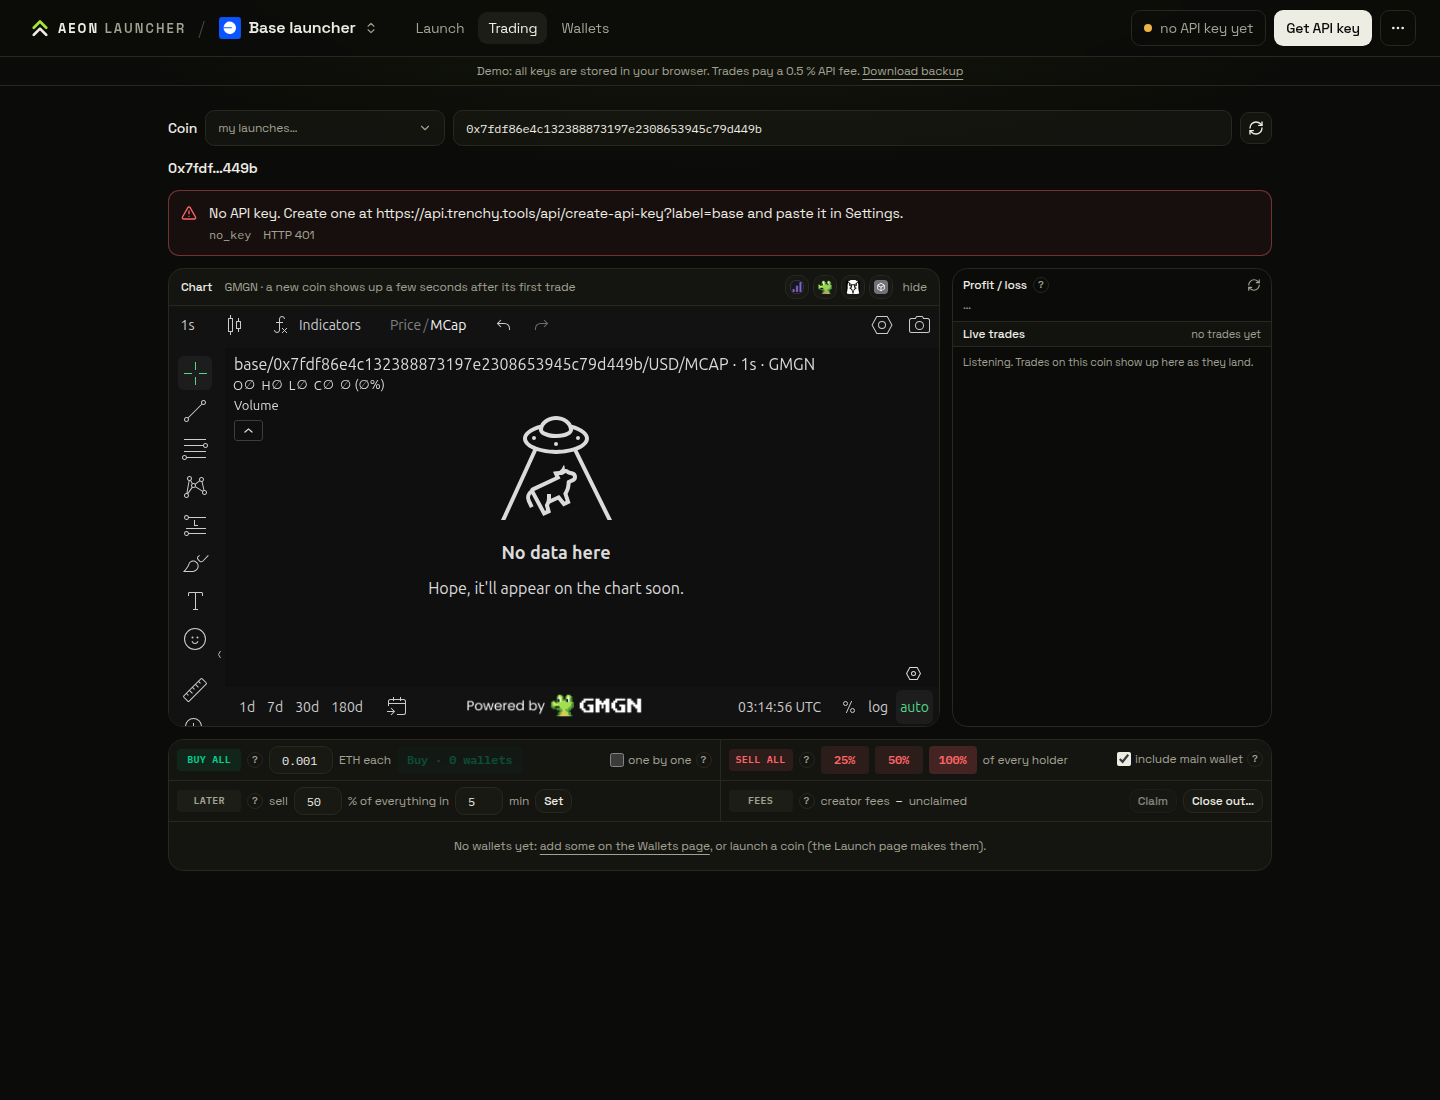 AEON LAUNCHER / Base launcher Launch Trading Wallets no API key yet Get API key ...
Demo: all keys are stored in your browser. Trades pay a 0.5 % API fee. Download backup
Coin my launches... 0x7fdf86e4c132388873197e2308653945c79d449b
0x7fdf...449b
No API key. Create one at https://api.trenchy.tools/api/create-api-key?label=base and paste it in Settings.
no_key HTTP 401
Chart GMGN · a new coin shows up a few seconds after its first trade hide
Profit / loss ?
...
1s Indicators Price / MCap
Live trades no trades yet
Listening. Trades on this coin show up here as they land.
base/0x7fdf86e4c132388873197e2308653945c79d449b/USD/MCAP · 1s · GMGN
O∅ H∅ L∅ C∅ ∅ (∅%)
Volume
No data here
Hope, it'll appear on the chart soon.
1d 7d 30d 180d Powered by GMGN 03:14:56 UTC % log auto
BUY ALL ? 0.001 ETH each Buy · 0 wallets one by one ?
SELL ALL ? 25% 50% 100% of every holder include main wallet ?
LATER ? sell 50 % of everything in 5 min Set
FEES ? creator fees – unclaimed Claim Close out...
No wallets yet: add some on the Wallets page, or launch a coin (the Launch page makes them).